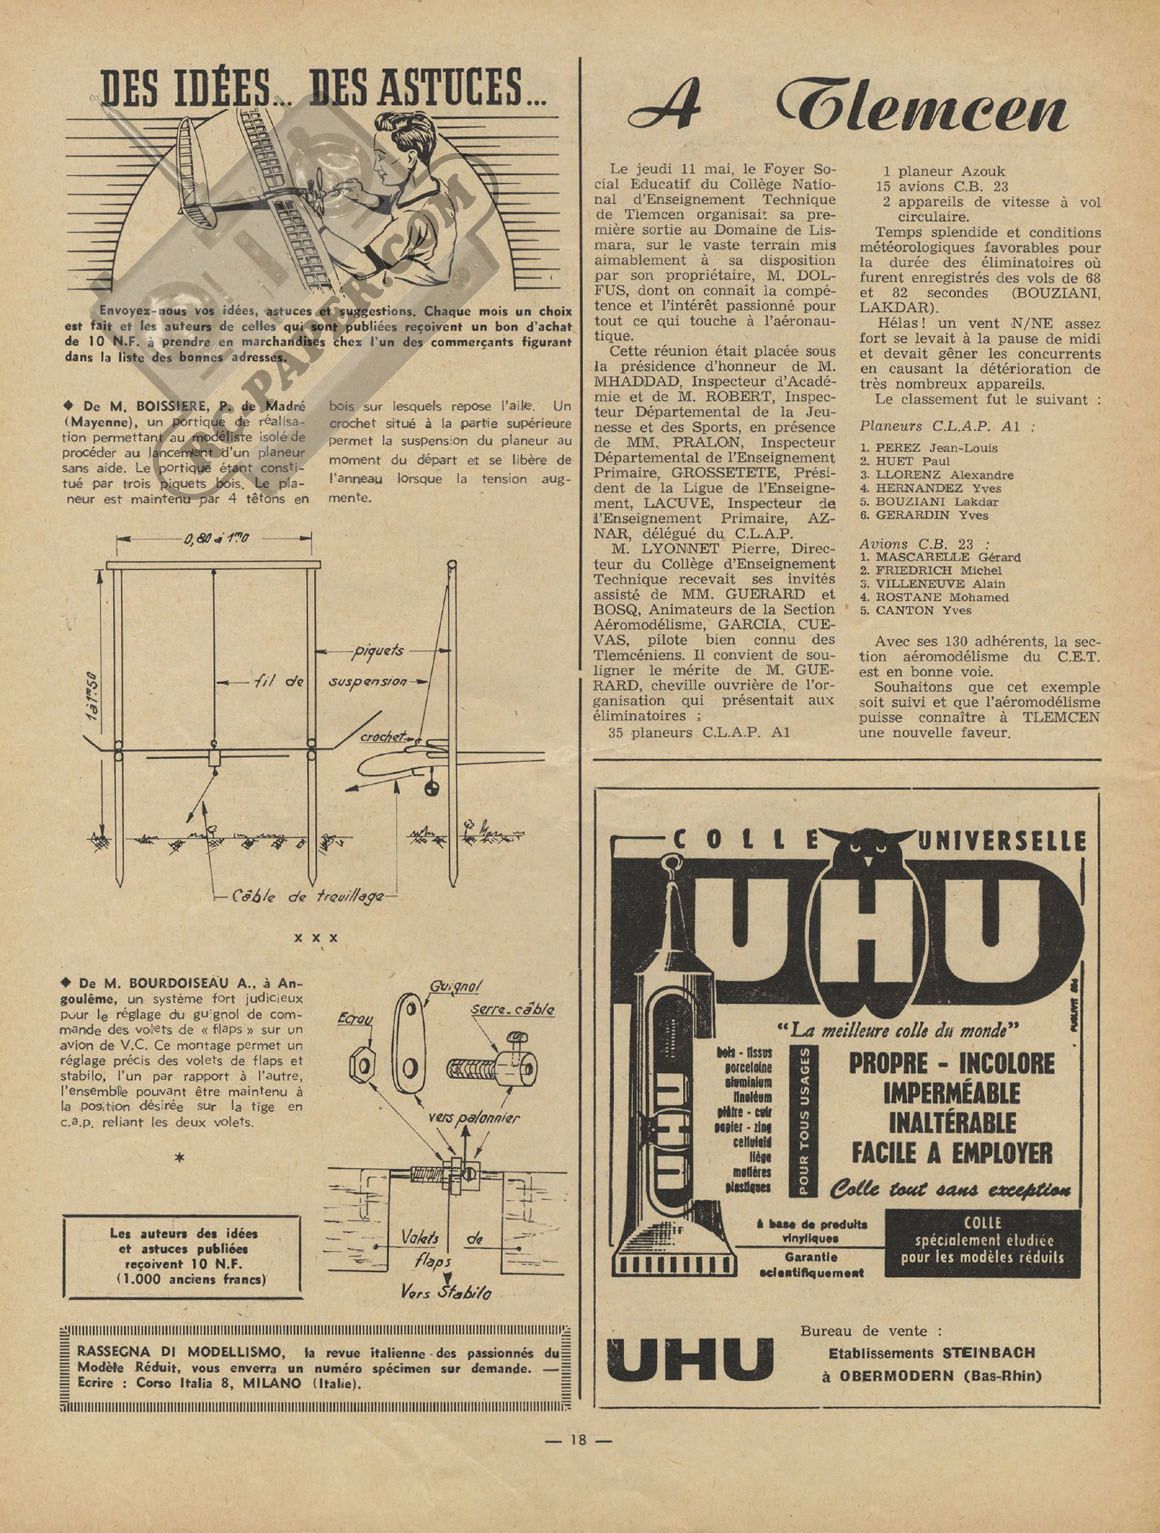 DES IDÉES... DES ASTUCES...
Envoyez-nous vos idées, astuces et suggestions. Chaque mois un choix
est fait et les auteurs de celles qui sont publiées reçoivent un bon d'achat
de 10 N.F. à prendre en marchandises chez l'un des commerçants figurant
dans la liste des bonnes adresses.
RCPAPER.COM
◆ De M. BOISSIERE, P. de Madré
(Mayenne), un portique de réalisa-
tion permettant au modéliste isolé de
procéder au lancement d'un planeur
sans aide. Le portique étant consti-
tué par trois piquets bois. Le pla-
neur est maintenu par 4 têtons en
bois sur lesquels repose l'aile. Un
crochet situé à la partie supérieure
permet la suspension du planeur au
moment du départ et se libère de
l'anneau lorsque la tension aug-
mente.
0,80 à 1m0
1 à 1m50
piquets
fil de suspension
crochet
Câble de treuillage
x x x
◆ De M. BOURDOISEAU A., à An-
goulême, un système fort judicieux
pour le réglage du guignol de com-
mande des volets de « flaps » sur un
avion de V.C. Ce montage permet un
réglage précis des volets de flaps et
stabilo, l'un par rapport à l'autre,
l'ensemble pouvant être maintenu à
la position désirée sur la tige en
c.a.p. reliant les deux volets.
*
Guignol
Ecrou
serre-câble
vers palonnier
Volets de
flaps
Vers Stabilo
Les auteurs des idées
et astuces publiées
reçoivent 10 N.F.
(1.000 anciens francs)
RASSEGNA DI MODELLISMO, la revue italienne des passionnés du
Modèle Réduit, vous enverra un numéro spécimen sur demande. —
Ecrire : Corso Italia 8, MILANO (Italie).
A Tlemcen
Le jeudi 11 mai, le Foyer So-
cial Educatif du Collège Natio-
nal d'Enseignement Technique
de Tlemcen organisait sa pre-
mière sortie au Domaine de Lis-
mara, sur le vaste terrain mis
aimablement à sa disposition
par son propriétaire, M. DOL-
FUS, dont on connaît la compé-
tence et l'intérêt passionné pour
tout ce qui touche à l'aéronau-
tique.
Cette réunion était placée sous
la présidence d'honneur de M.
MHADDAD, Inspecteur d'Acadé-
mie et de M. ROBERT, Inspec-
teur Départemental de la Jeu-
nesse et des Sports, en présence
de MM. PRALON, Inspecteur
Départemental de l'Enseignement
Primaire, GROSSETETE, Prési-
dent de la Ligue de l'Enseigne-
ment, LACUVE, Inspecteur de
l'Enseignement Primaire, AZ-
NAR, délégué du C.L.A.P.
M. LYONNET Pierre, Direc-
teur du Collège d'Enseignement
Technique recevait ses invités
assisté de MM. GUERARD et
BOSQ, Animateurs de la Section
Aéromodélisme, GARCIA, CUE-
VAS, pilote bien connu des
Tlemcéniens. Il convient de sou-
ligner le mérite de M. GUE-
RARD, cheville ouvrière de l'or-
ganisation qui présentait aux
éliminatoires :
35 planeurs C.L.A.P. A1
1 planeur Azouk
15 avions C.B. 23
2 appareils de vitesse à vol
circulaire.
Temps splendide et conditions
météorologiques favorables pour
la durée des éliminatoires où
furent enregistrés des vols de 68
et 82 secondes (BOUZIANI,
LAKDAR).
Hélas! un vent N/NE assez
fort se levait à la pause de midi
et devait gêner les concurrents
en causant la détérioration de
très nombreux appareils.
Le classement fut le suivant :
Planeurs C.L.A.P. A1 :
1. PEREZ Jean-Louis
2. HUET Paul
3. LLORENZ Alexandre
4. HERNANDEZ Yves
5. BOUZIANI Lakdar
6. GERARDIN Yves
Avions C.B. 23 :
1. MASCARELLE Gérard
2. FRIEDRICH Michel
3. VILLENEUVE Alain
4. ROSTANE Mohamed
5. CANTON Yves
Avec ses 130 adhérents, la sec-
tion aéromodélisme du C.E.T.
est en bonne voie.
Souhaitons que cet exemple
soit suivi et que l'aéromodélisme
puisse connaître à TLEMCEN
une nouvelle faveur.
COLLE UNIVERSELLE
UHU
"La meilleure colle du monde"
UHU
bois - tissus
porcelaine
aluminium
linoléum
plâtre - cuir
papier - zinc
celluloïd
liège
matières
plastiques
POUR TOUS USAGES
PROPRE - INCOLORE
IMPERMÉABLE
INALTÉRABLE
FACILE A EMPLOYER
Colle tout sans exception
à base de produits
vinyliques
Garantie
scientifiquement
COLLE
spécialement étudiée
pour les modèles réduits
UHU
Bureau de vente :
Etablissements STEINBACH
à OBERMODERN (Bas-Rhin)
— 18 —